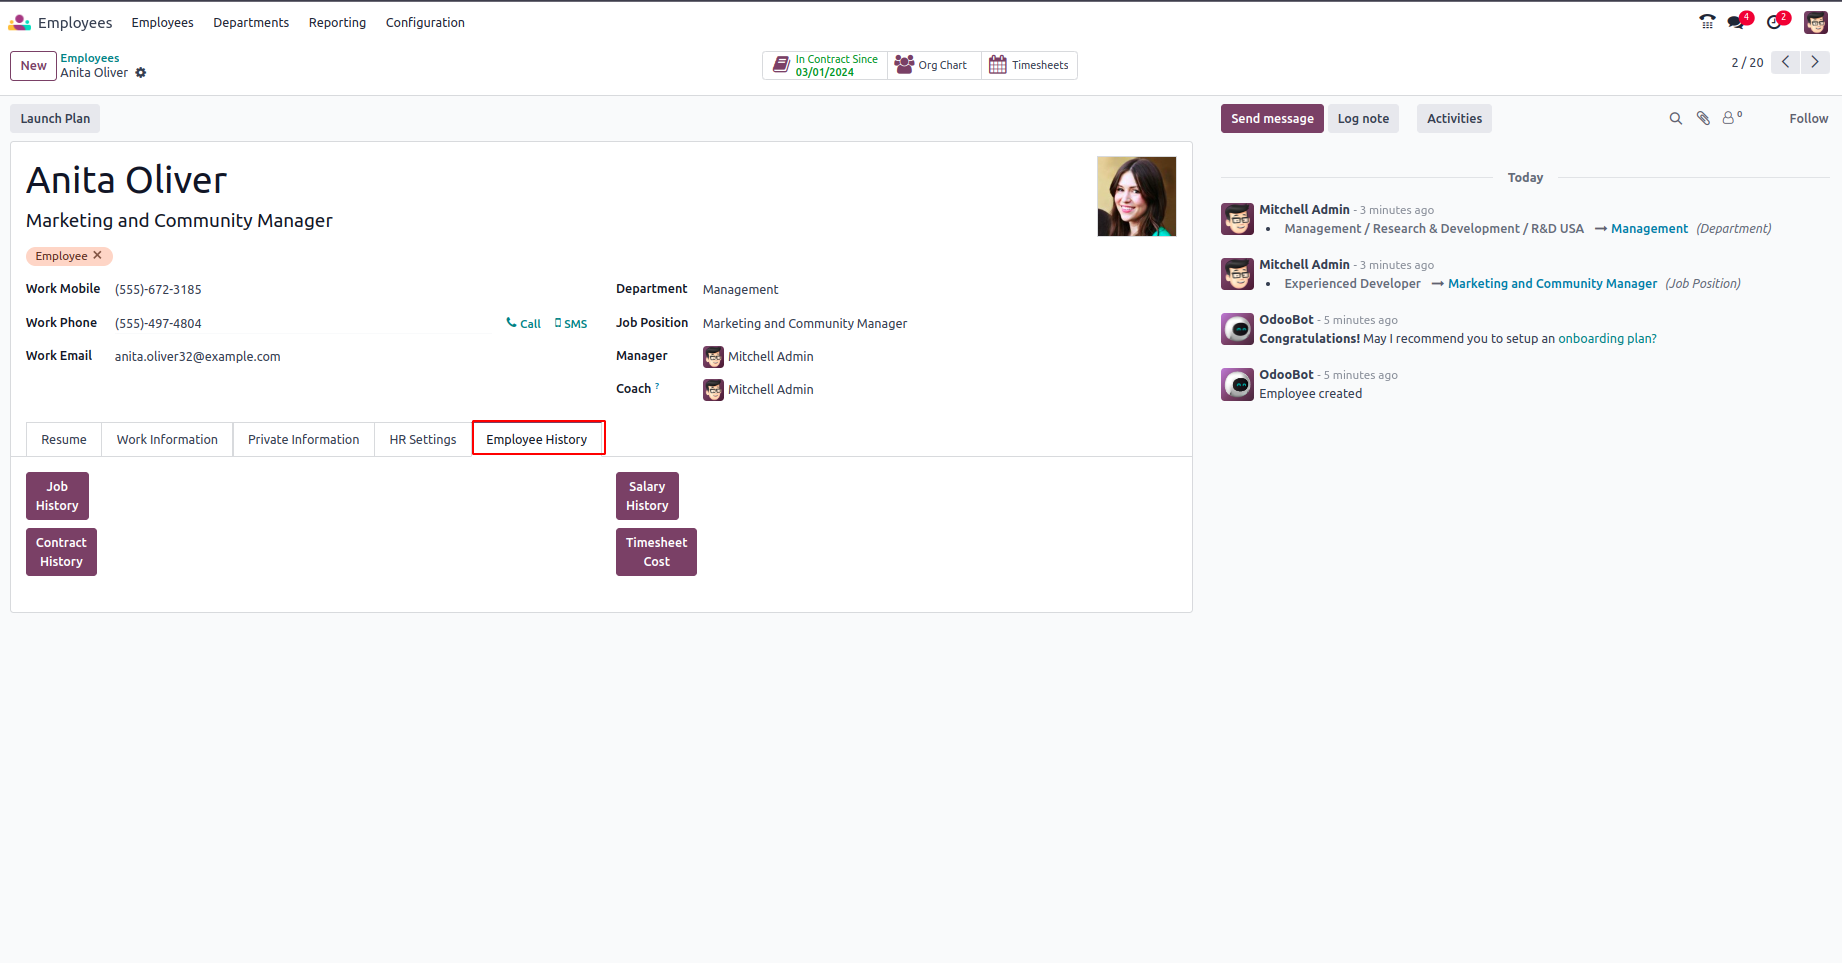 Employees Employees Departments Reporting Configuration 4 2
New Employees
Anita Oliver
In Contract Since
03/01/2024
Org Chart
Timesheets
2 / 20
Launch Plan
Send message Log note Activities 0 Follow
Anita Oliver
Marketing and Community Manager
Employee ✕
Work Mobile (555)-672-3185
Work Phone (555)-497-4804 Call SMS
Work Email anita.oliver32@example.com
Department Management
Job Position Marketing and Community Manager
Manager Mitchell Admin
Coach ? Mitchell Admin
Resume Work Information Private Information HR Settings Employee History
Job
History
Salary
History
Contract
History
Timesheet
Cost
Today
Mitchell Admin - 3 minutes ago
• Management / Research & Development / R&D USA → Management (Department)
Mitchell Admin - 3 minutes ago
• Experienced Developer → Marketing and Community Manager (Job Position)
OdooBot - 5 minutes ago
Congratulations! May I recommend you to setup an onboarding plan?
OdooBot - 5 minutes ago
Employee created